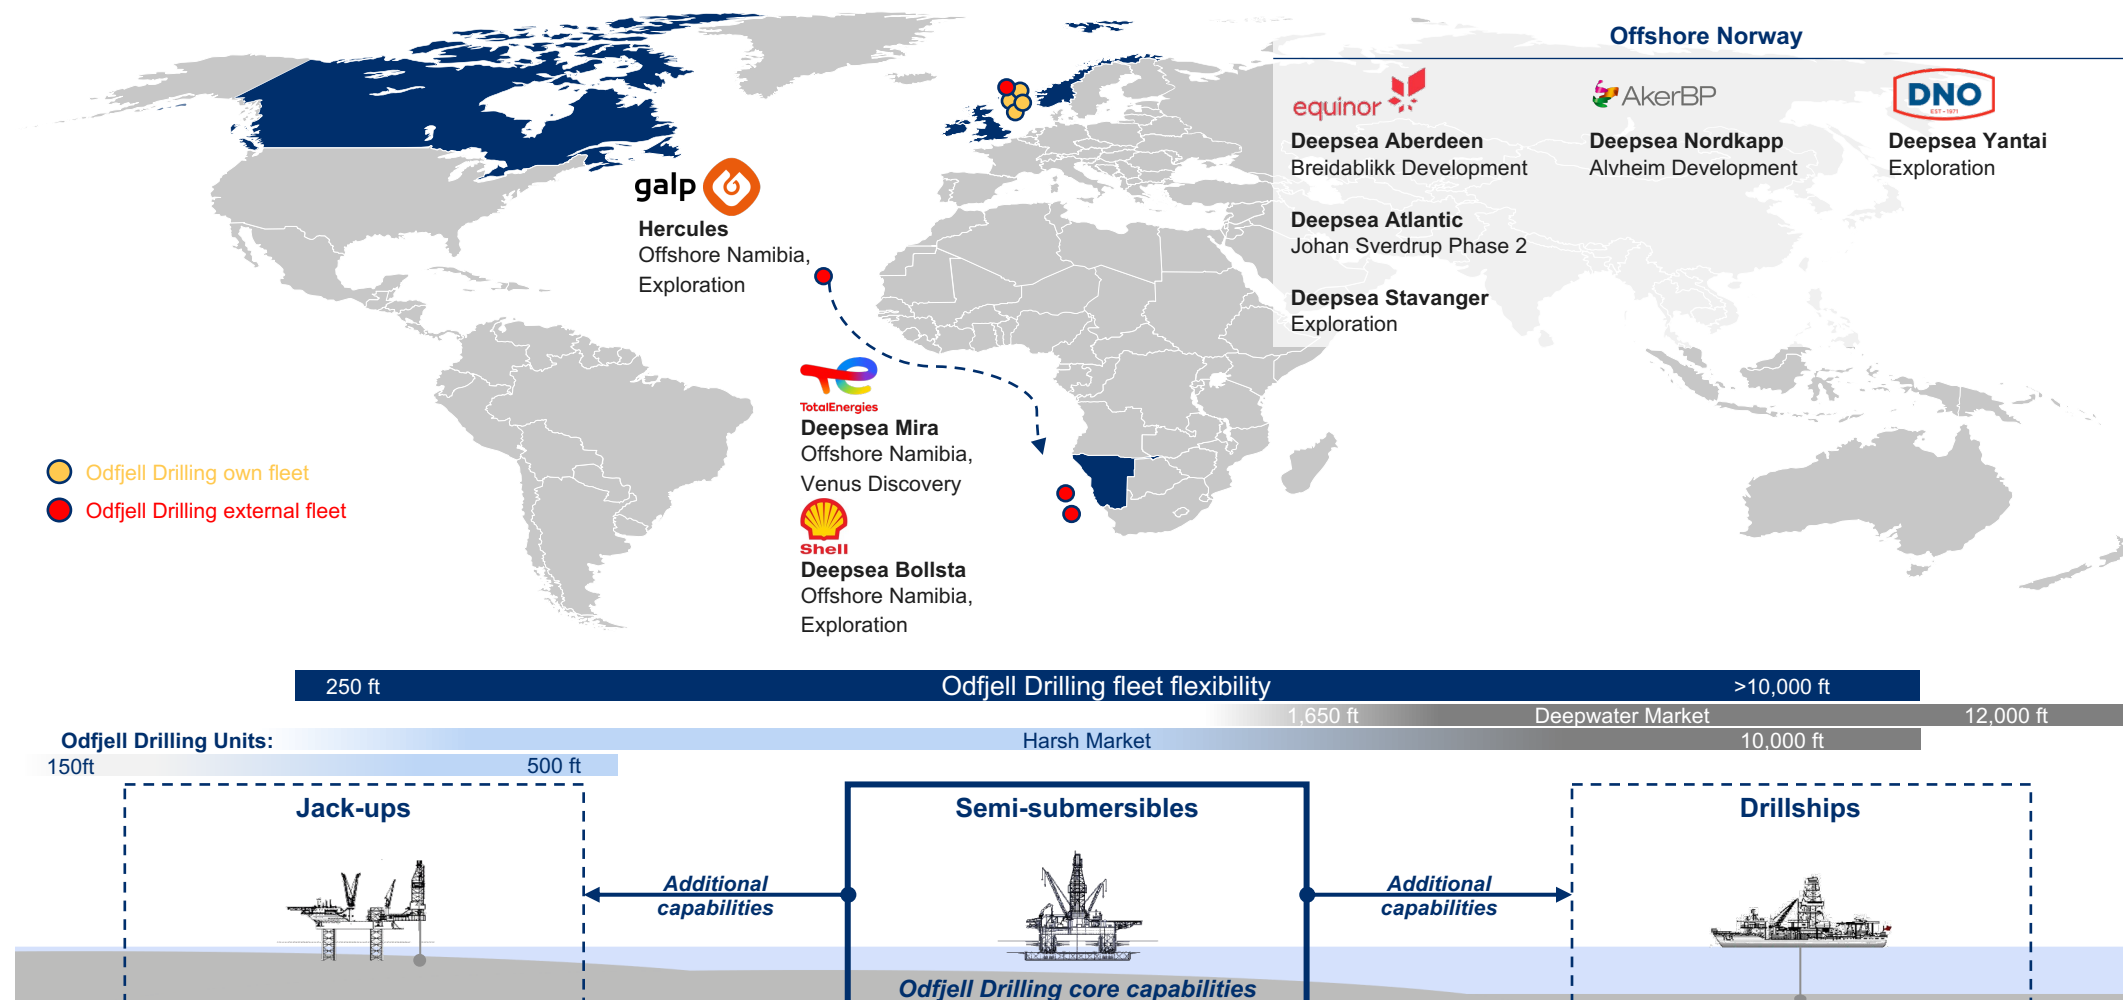 Offshore Norway
equinor
AkerBP
DNO
EST - 1971
Deepsea Aberdeen
Breidablikk Development
Deepsea Nordkapp
Alvheim Development
Deepsea Yantai
Exploration
Deepsea Atlantic
Johan Sverdrup Phase 2
Deepsea Stavanger
Exploration
galp
Hercules
Offshore Namibia,
Exploration
TotalEnergies
Deepsea Mira
Offshore Namibia,
Venus Discovery
Shell
Deepsea Bollsta
Offshore Namibia,
Exploration
Odfjell Drilling own fleet
Odfjell Drilling external fleet
250 ft Odfjell Drilling fleet flexibility >10,000 ft
1,650 ft Deepwater Market 12,000 ft
Odfjell Drilling Units: Harsh Market 10,000 ft
150ft 500 ft
Jack-ups
Semi-submersibles
Drillships
Additional
capabilities
Additional
capabilities
Odfjell Drilling core capabilities